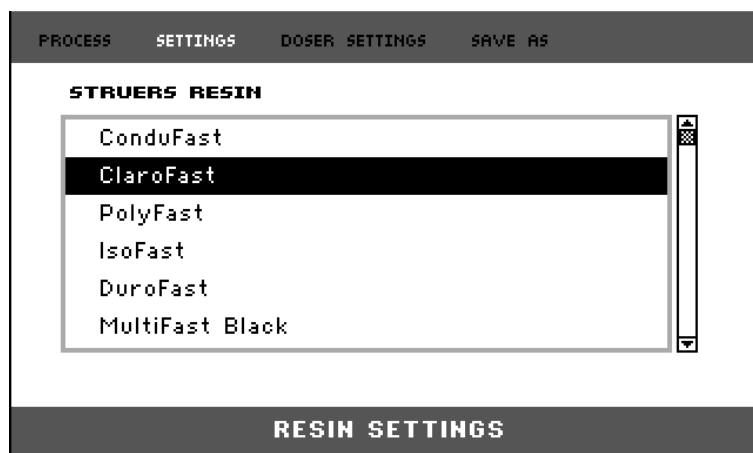 PROCESS SETTINGS DOSER SETTINGS SAVE AS
STRUERS RESIN
ConduFast
ClaroFast
PolyFast
IsoFast
DuroFast
MultiFast Black
RESIN SETTINGS